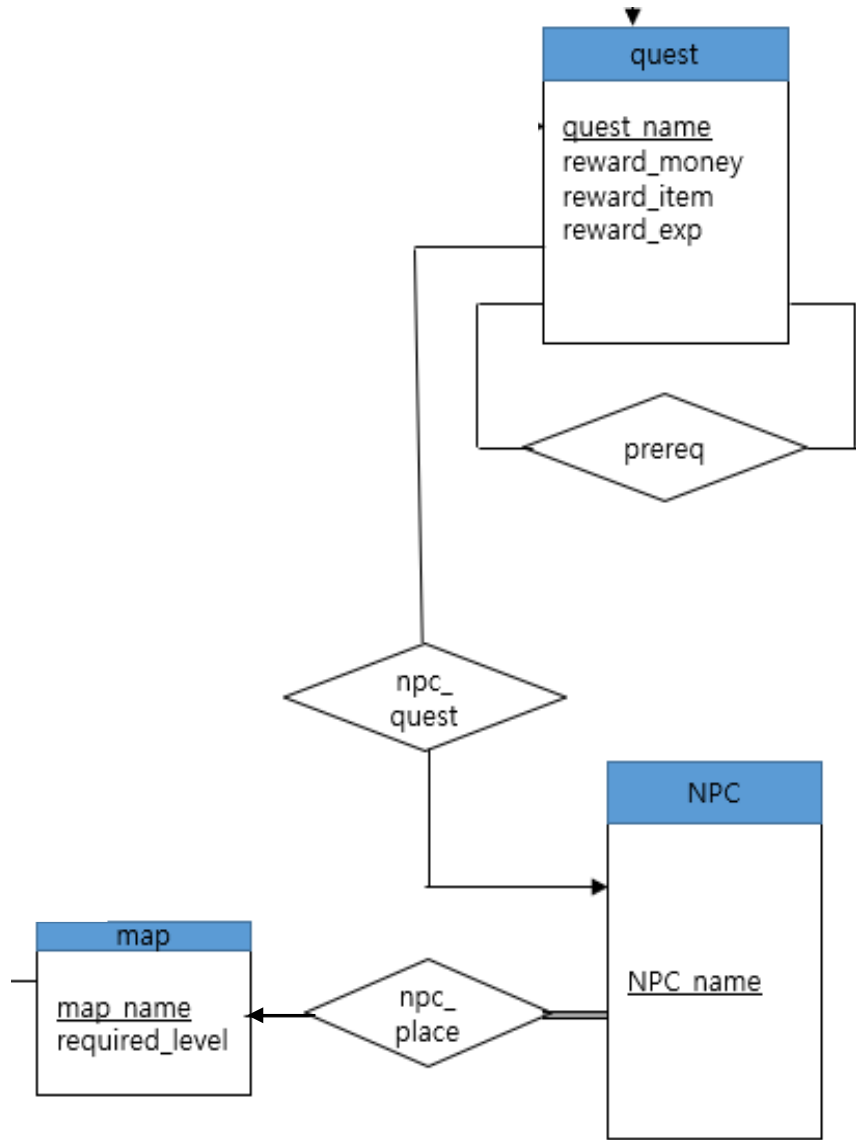 quest
quest_name
reward_money
reward_item
reward_exp
prereq
npc_
quest
NPC
NPC_name
map
map_name
required_level
npc_
place